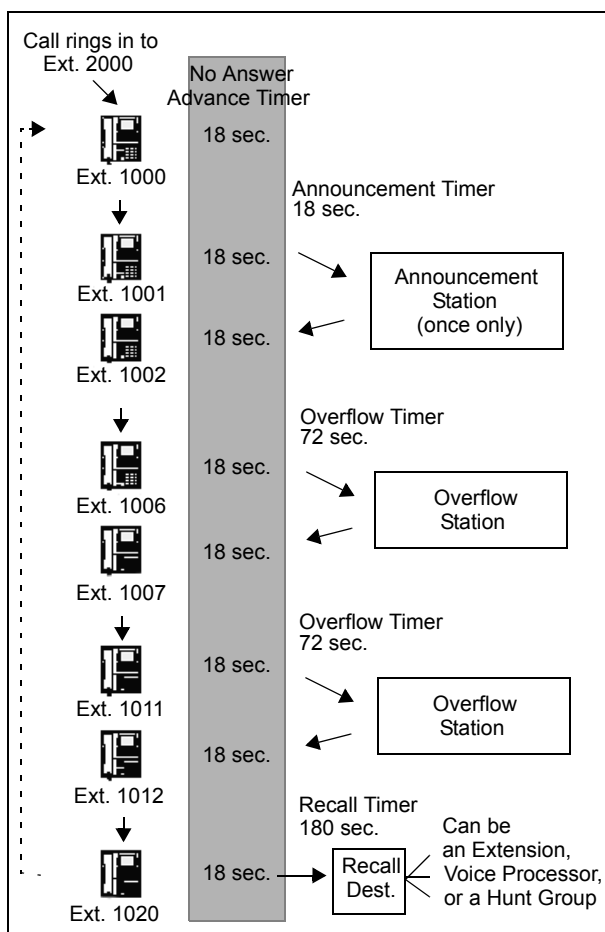 Call rings in to
Ext. 2000
No Answer
Advance Timer
18 sec.
Ext. 1000
Announcement Timer
18 sec.
18 sec.
Ext. 1001
Announcement
Station
(once only)
18 sec.
Ext. 1002
Overflow Timer
72 sec.
18 sec.
Ext. 1006
Overflow
Station
18 sec.
Ext. 1007
Overflow Timer
72 sec.
18 sec.
Ext. 1011
Overflow
Station
18 sec.
Ext. 1012
Recall Timer
180 sec.
18 sec.
Ext. 1020
Recall
Dest.
Can be
an Extension,
Voice Processor,
or a Hunt Group